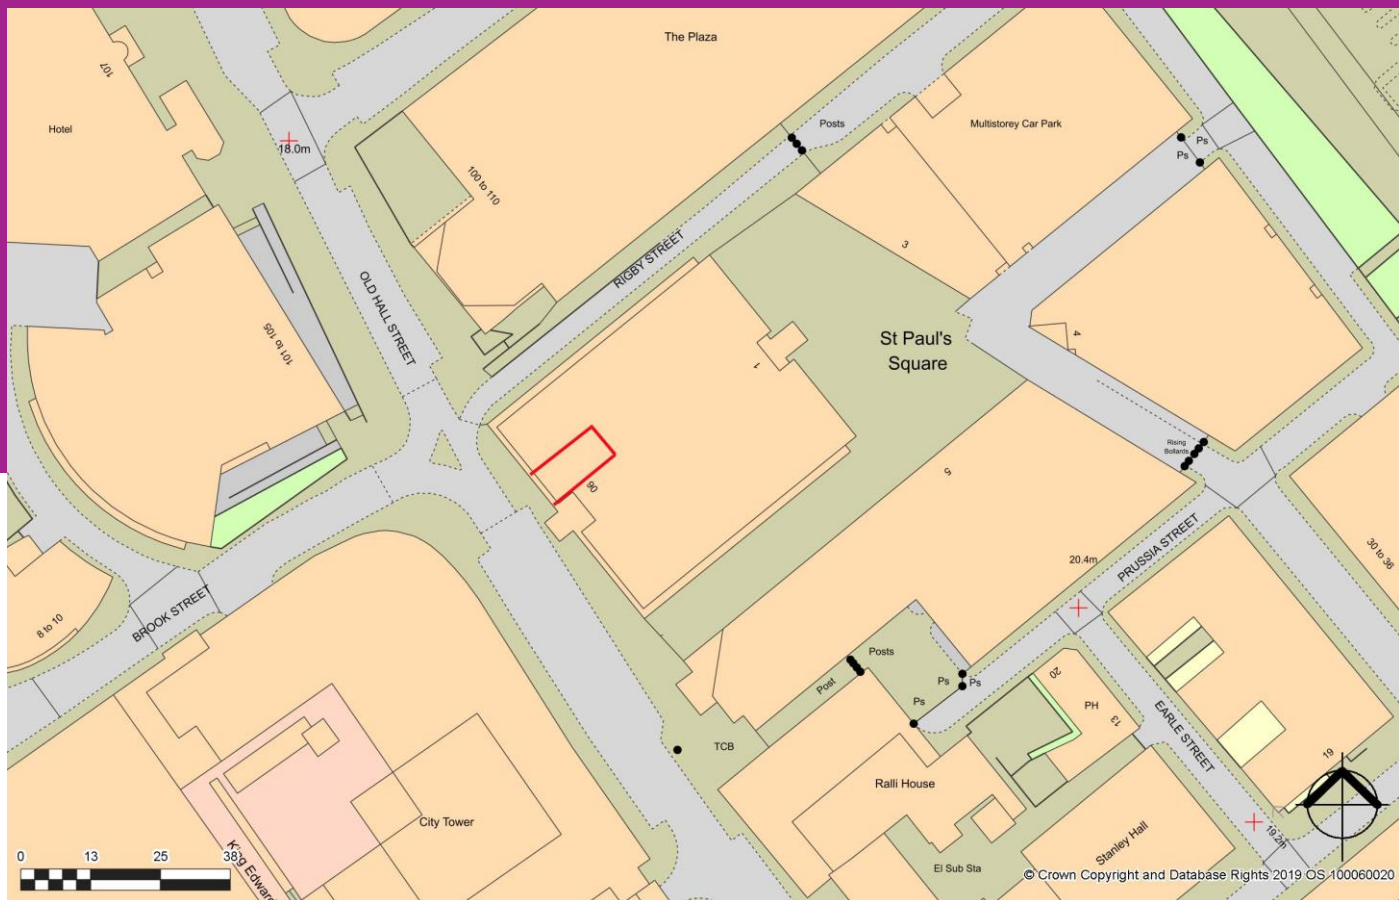 The Plaza
107
Hotel
18.0m
Posts
Multistorey Car Park
Ps
Ps
100 to 110
3
RIGBY STREET
OLD HALL STREET
101 to 105
St Paul's
Square
4
1
Rising
Bollards
5
90
30 to 36
PRUSSIA STREET
20.4m
BROOK STREET
8 to 10
Posts
Post
Ps
Ps
Ps
20
PH
13
EARLE STREET
TCB
19
Ralli House
City Tower
19.2m
Stanley Hall
King Edward
El Sub Sta
0 13 25 38
© Crown Copyright and Database Rights 2019 OS 100060020